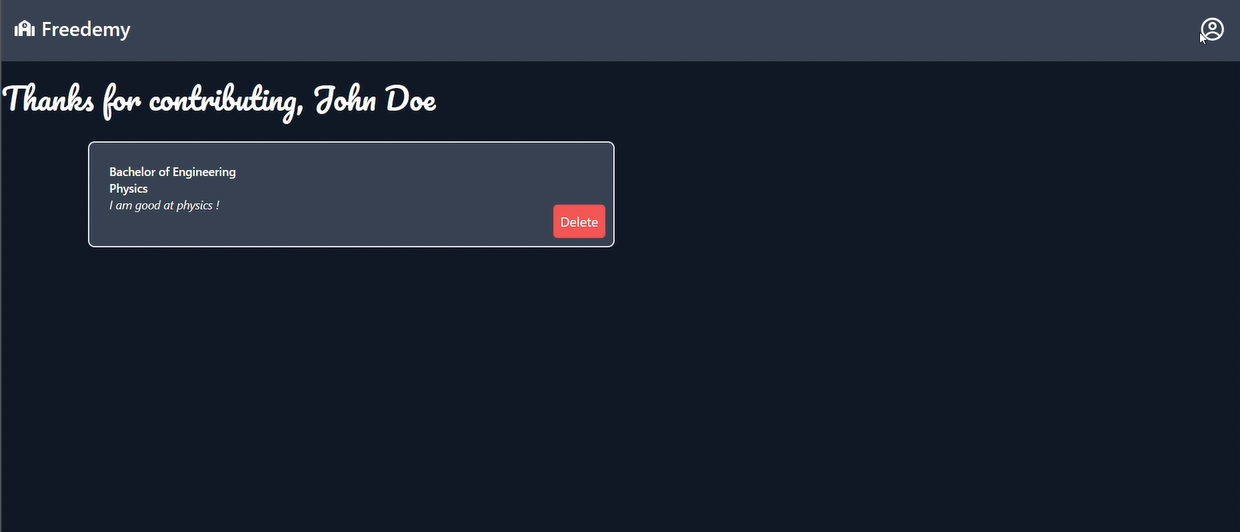 Freedemy
Thanks for contributing, John Doe
Bachelor of Engineering
Physics
I am good at physics !
Delete